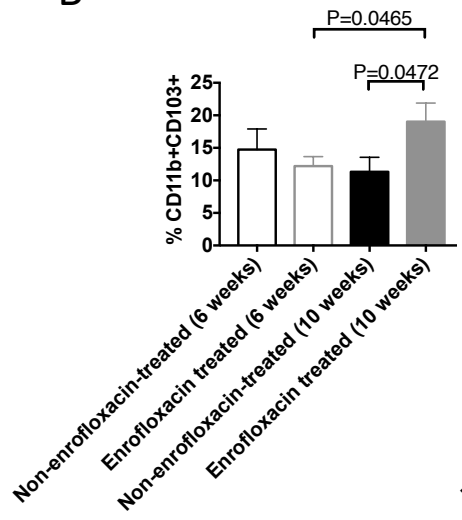 P=0.0465
P=0.0472
25
20
15
10
5
0
% CD11b+CD103+
Non-enrofloxacin-treated (6 weeks)
Enrofloxacin treated (6 weeks)
Non-enrofloxacin-treated (10 weeks)
Enrofloxacin treated (10 weeks)